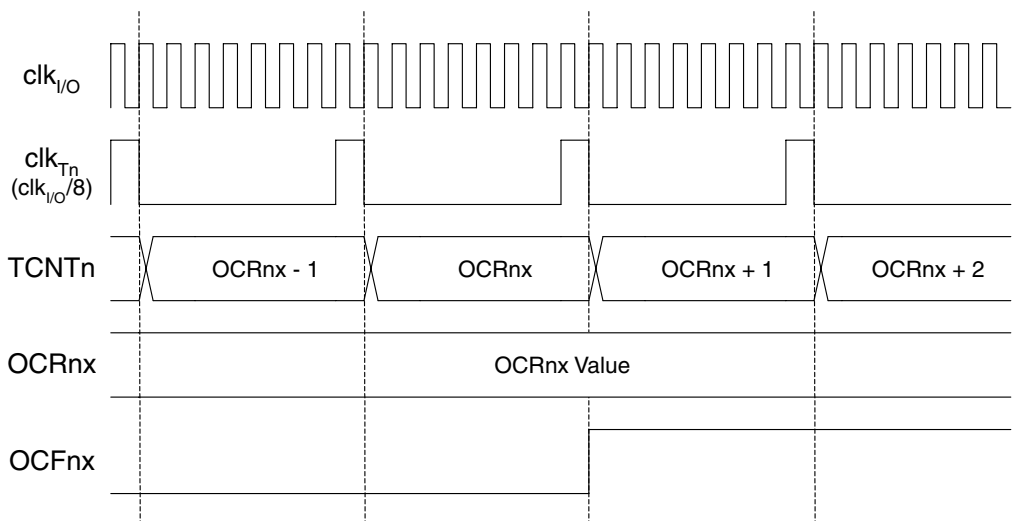 clkI/O
clkTn
(clkI/O/8)
TCNTn
OCRnx - 1
OCRnx
OCRnx + 1
OCRnx + 2
OCRnx
OCRnx Value
OCFnx